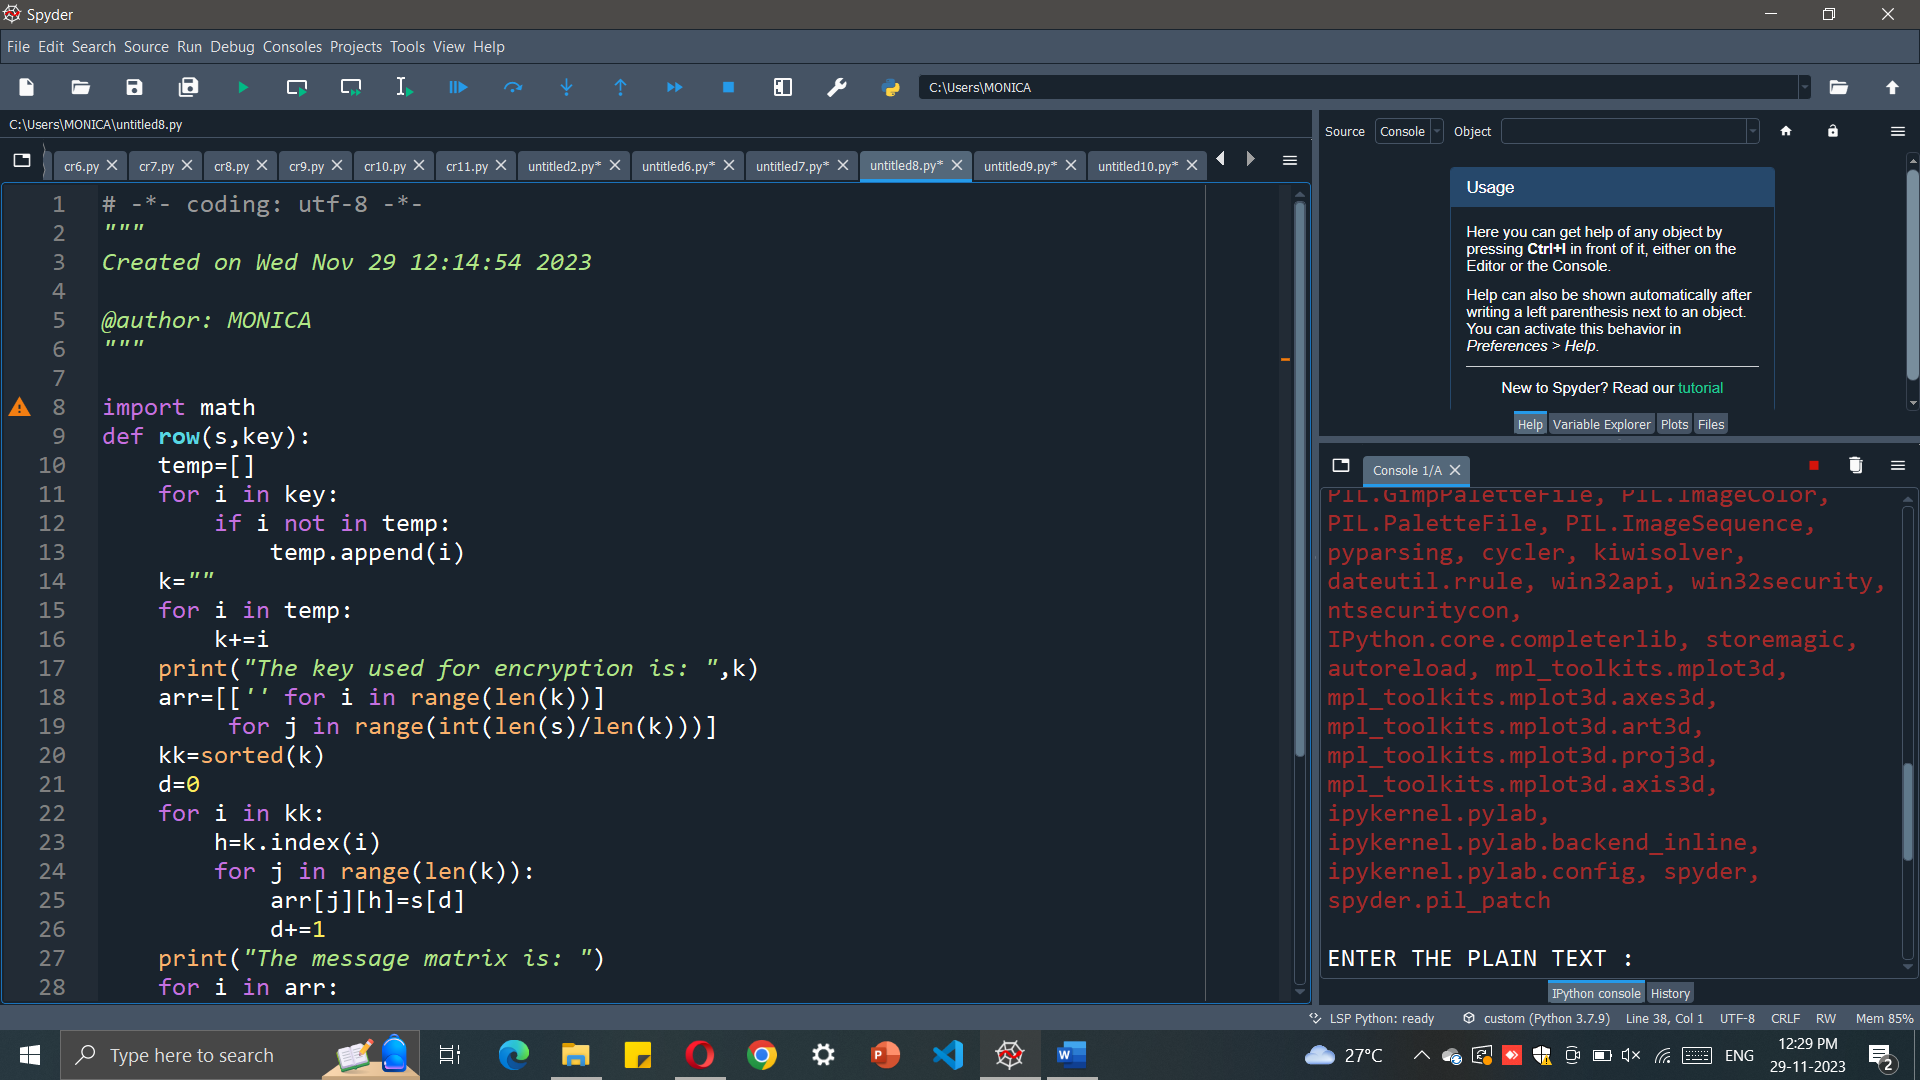 Spyder
File Edit Search Source Run Debug Consoles Projects Tools View Help
C:\Users\MONICA
C:\Users\MONICA\untitled8.py
cr6.py cr7.py cr8.py cr9.py cr10.py cr11.py untitled2.py* untitled6.py* untitled7.py* untitled8.py* untitled9.py* untitled10.py*
1 # -*- coding: utf-8 -*-
2 """
3 Created on Wed Nov 29 12:14:54 2023
4
5 @author: MONICA
6 """
7
8 import math
9 def row(s,key):
10     temp=[]
11     for i in key:
12         if i not in temp:
13             temp.append(i)
14     k=""
15     for i in temp:
16         k+=i
17     print("The key used for encryption is: ",k)
18     arr=[['' for i in range(len(k))]
19          for j in range(int(len(s)/len(k)))]
20     kk=sorted(k)
21     d=0
22     for i in kk:
23         h=k.index(i)
24         for j in range(len(k)):
25             arr[j][h]=s[d]
26             d+=1
27     print("The message matrix is: ")
28     for i in arr:
Source Console Object
Usage
Here you can get help of any object by
pressing Ctrl+I in front of it, either on the
Editor or the Console.
Help can also be shown automatically after
writing a left parenthesis next to an object.
You can activate this behavior in
Preferences > Help.
New to Spyder? Read our tutorial
Help Variable Explorer Plots Files
Console 1/A
PIL.GimpPaletteFile, PIL.ImageColor,
PIL.PaletteFile, PIL.ImageSequence,
pyparsing, cycler, kiwisolver,
dateutil.rrule, win32api, win32security,
ntsecuritycon,
IPython.core.completerlib, storemagic,
autoreload, mpl_toolkits.mplot3d,
mpl_toolkits.mplot3d.axes3d,
mpl_toolkits.mplot3d.art3d,
mpl_toolkits.mplot3d.proj3d,
mpl_toolkits.mplot3d.axis3d,
ipykernel.pylab,
ipykernel.pylab.backend_inline,
ipykernel.pylab.config, spyder,
spyder.pil_patch
ENTER THE PLAIN TEXT :
IPython console History
LSP Python: ready custom (Python 3.7.9) Line 38, Col 1 UTF-8 CRLF RW Mem 85%
Type here to search
27°C ENG 12:29 PM
29-11-2023
2